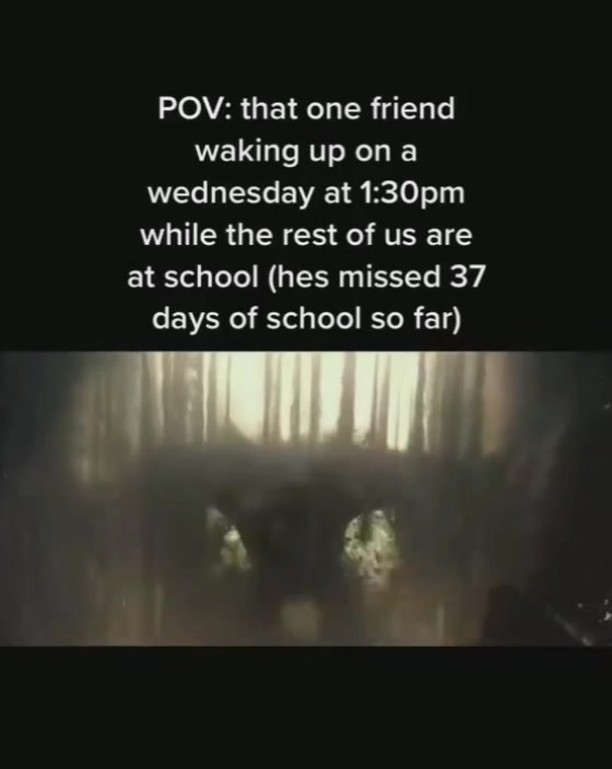 POV: that one friend
waking up on a
wednesday at 1:30pm
while the rest of us are
at school (hes missed 37
days of school so far)